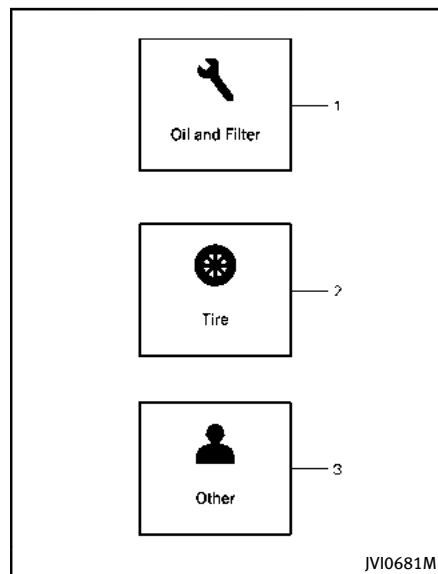 Oil and Filter
1
Tire
2
Other
3
JVI0681M